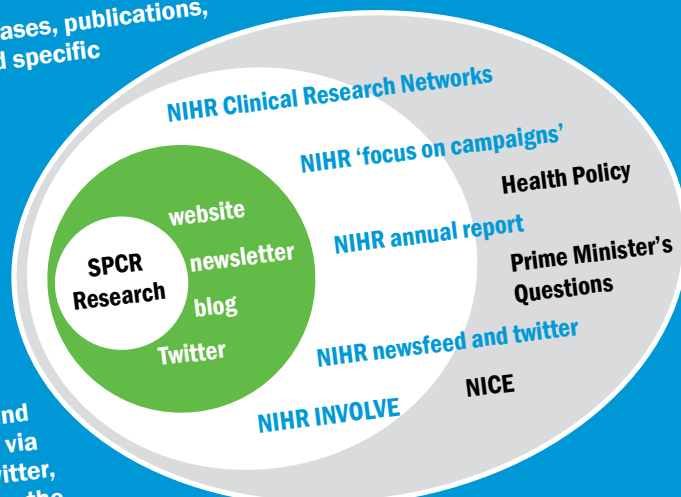 ases, publications,
d specific
NIHR Clinical Research Networks
NIHR ‘focus on campaigns’
Health Policy
website
NIHR annual report
newsletter
SPCR
Research
Prime Minister’s
Questions
blog
Twitter
NIHR newsfeed and twitter
NICE
NIHR INVOLVE
nd
via
witter,
the